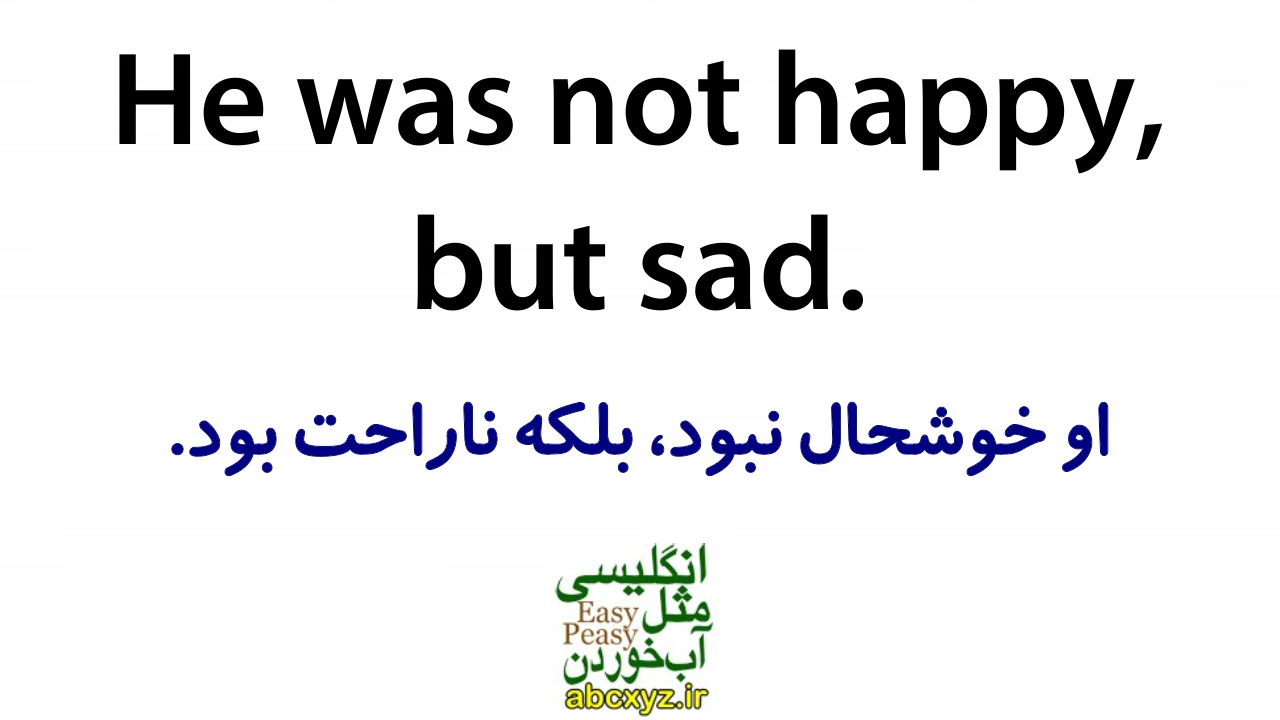 He was not happy,
but sad.
او خوشحال نبود، بلکه ناراحت بود.
انگلیسی
مثل Easy
Peasy
آب‌خوردن
abcxyz.ir